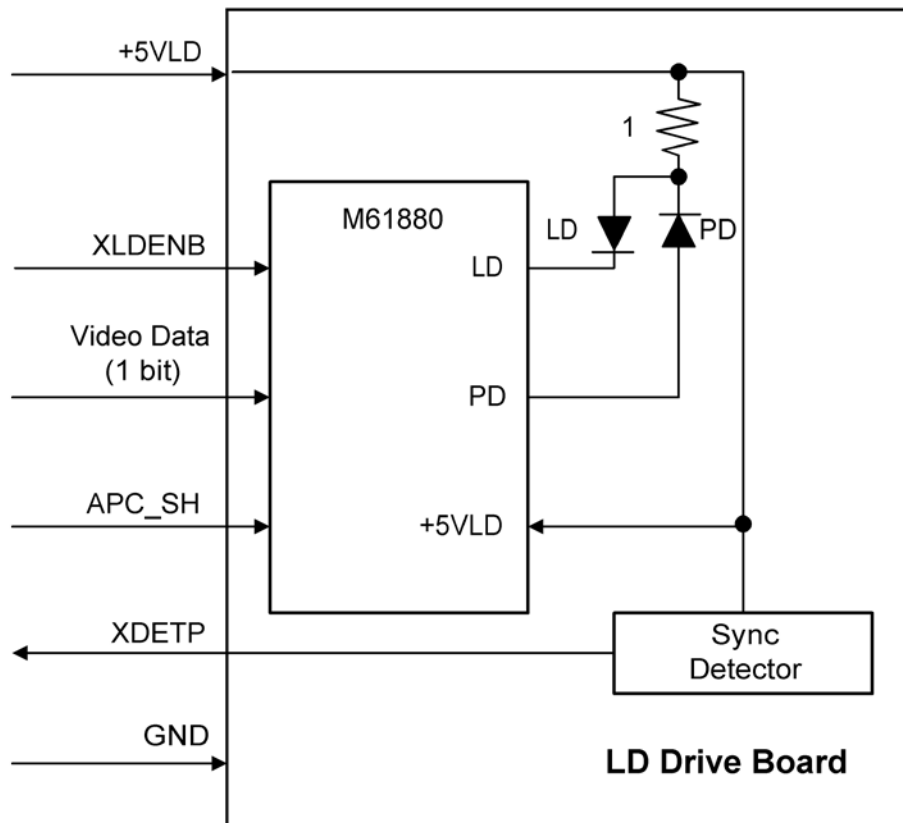 +5VLD
1
M61880
LD
PD
XLDENB
LD
Video Data
(1 bit)
PD
APC_SH
+5VLD
XDETP
Sync
Detector
GND
LD Drive Board